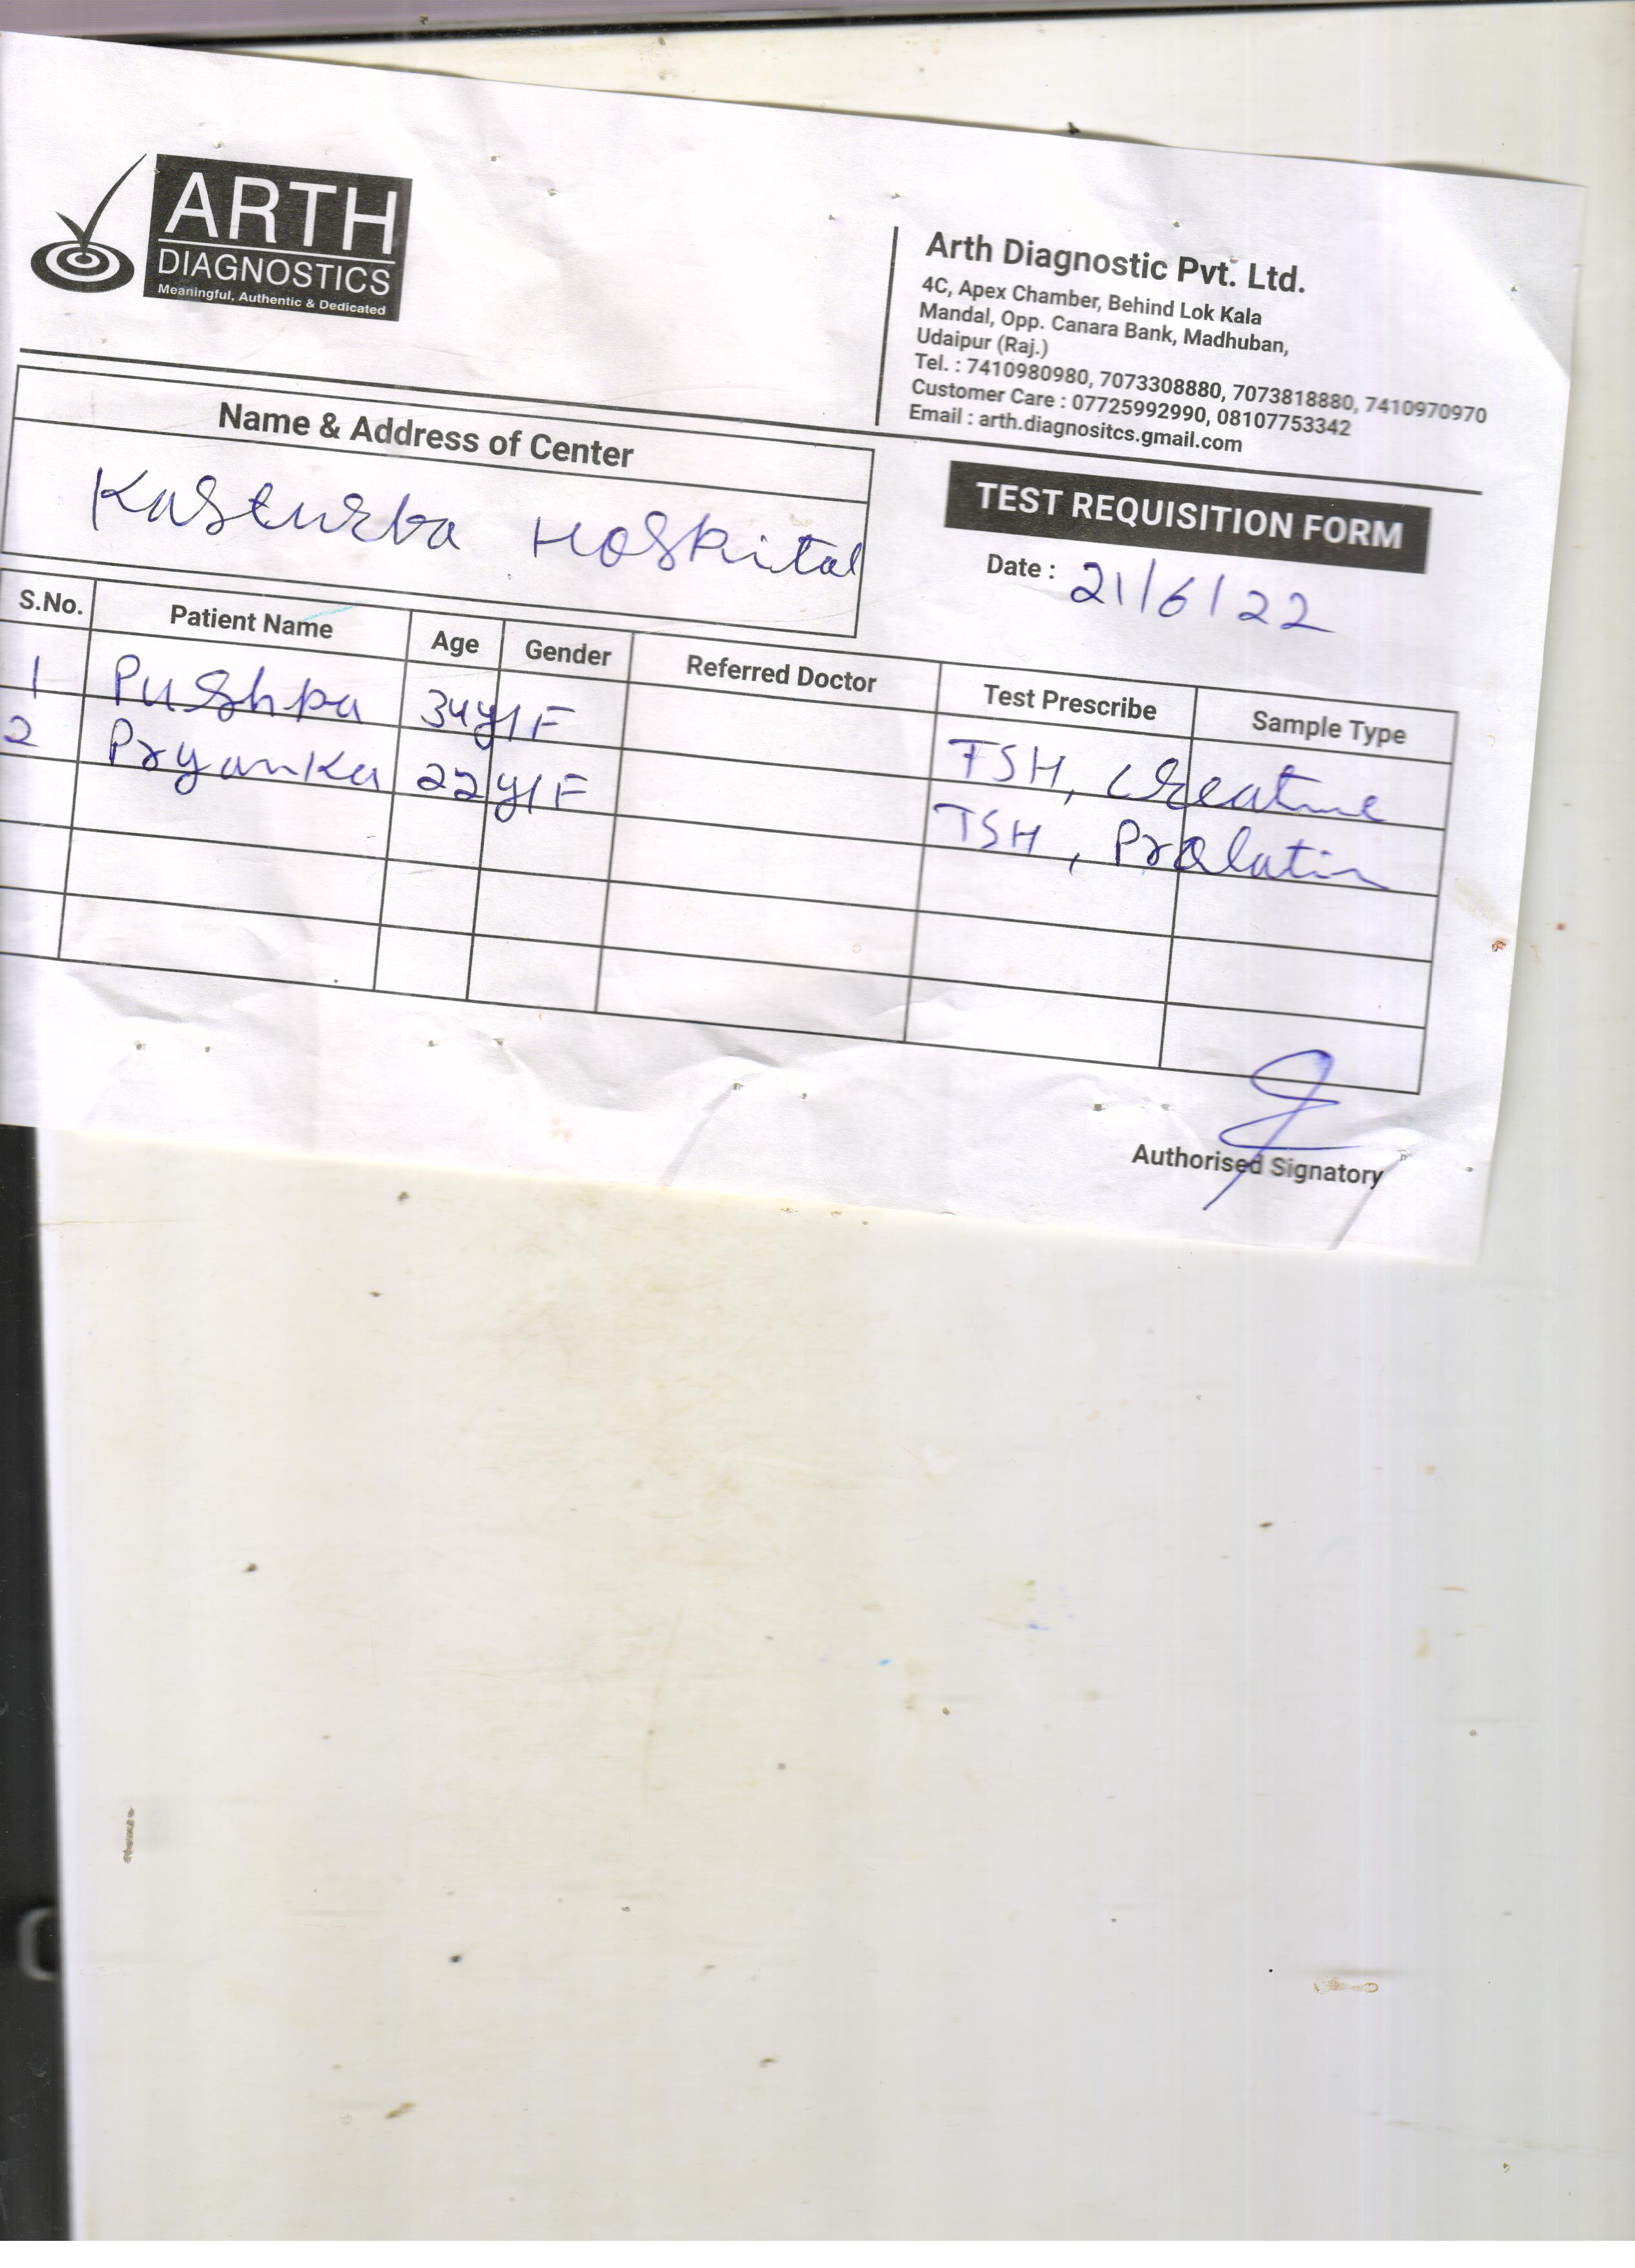 ARTH
DIAGNOSTICS
Meaningful, Authentic & Dedicated
Arth Diagnostic Pvt. Ltd.
4C, Apex Chamber, Behind Lok Kala
Mandal, Opp. Canara Bank, Madhuban,
Udaipur (Raj.)
Tel. : 7410980980, 7073308880, 7073818880, 7410970970
Customer Care : 07725992990, 08107753342
Email : arth.diagnositcs.gmail.com
Name & Address of Center
Kasturba Hospital
TEST REQUISITION FORM
Date : 21/6/22
S.No. Patient Name Age Gender Referred Doctor Test Prescribe Sample Type
1 Pushpa 34y/F TSH, Creatine
2 Pryanka 22y/F TSH, Prolatin
Authorised Signatory